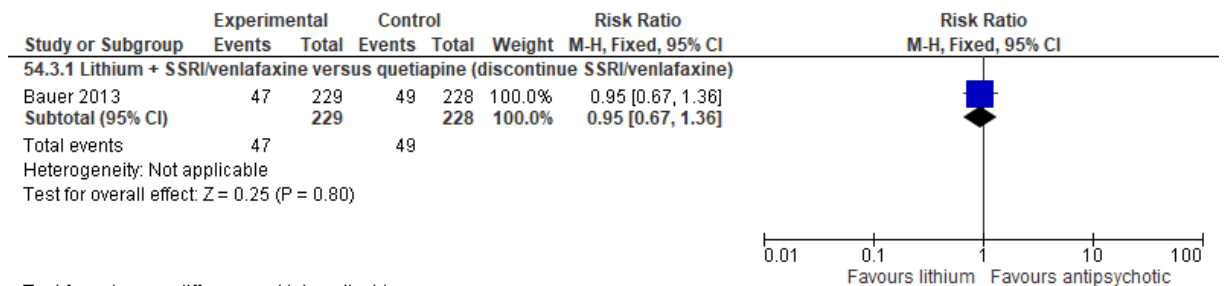 Experimental Control Risk Ratio Risk Ratio
Study or Subgroup Events Total Events Total Weight M-H, Fixed, 95% CI M-H, Fixed, 95% CI
54.3.1 Lithium + SSRI/venlafaxine versus quetiapine (discontinue SSRI/venlafaxine)
Bauer 2013 47 229 49 228 100.0% 0.95 [0.67, 1.36]
Subtotal (95% CI) 229 228 100.0% 0.95 [0.67, 1.36]
Total events 47 49
Heterogeneity: Not applicable
Test for overall effect: Z = 0.25 (P = 0.80)
0.01 0.1 1 10 100
Favours lithium Favours antipsychotic